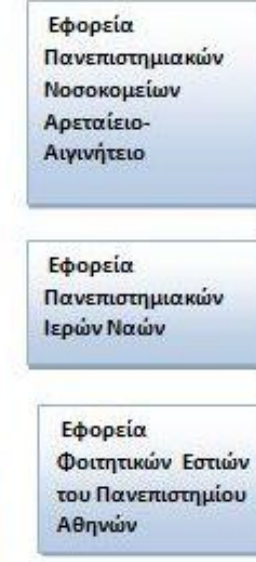 Εφορεία
Πανεπιστημιακών
Νοσοκομείων
Αρεταίειο-
Αιγινήτειο
Εφορεία
Πανεπιστημιακών
Ιερών Ναών
Εφορεία
Φοιτητικών Εστιών
του Πανεπιστημίου
Αθηνών